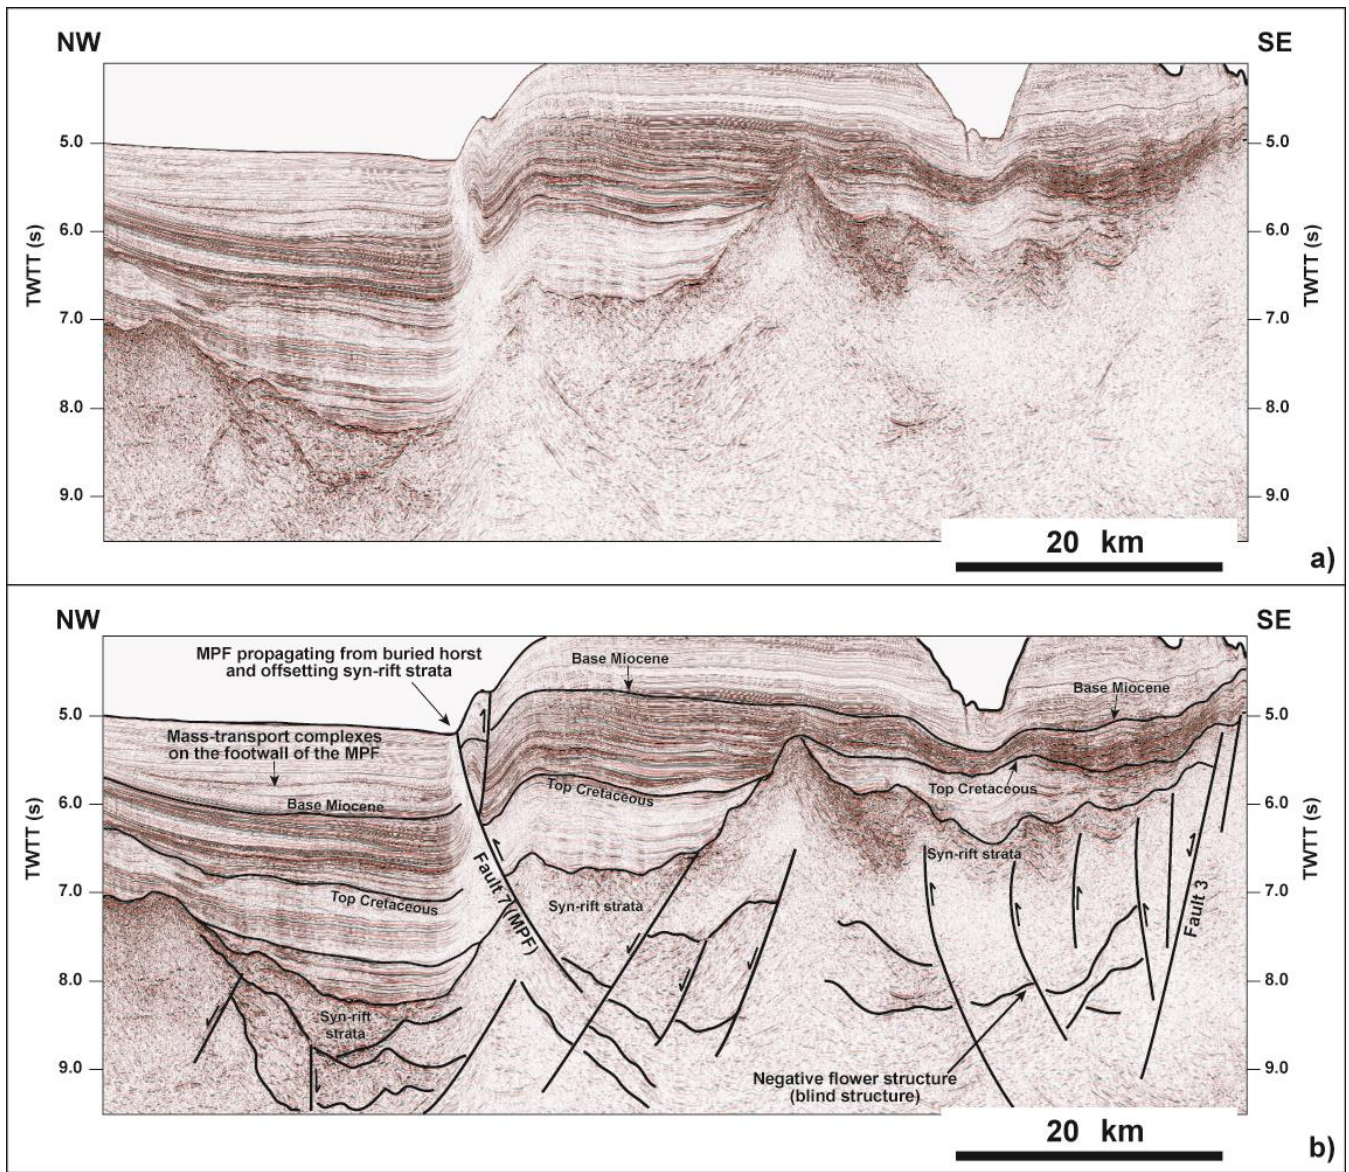 NW
SE
5.0
5.0
6.0
6.0
TWTT (s)
TWTT (s)
7.0
7.0
8.0
8.0
9.0
9.0
20 km
a)
NW
SE
MPF propagating from buried horst
and offsetting syn-rift strata
Base Miocene
Base Miocene
5.0
5.0
Mass-transport complexes
on the footwall of the MPF
Base Miocene
Top Cretaceous
Top Cretaceous
6.0
6.0
TWTT (s)
TWTT (s)
Syn-rift strata
Fault 7 (MPF)
Fault 3
7.0
7.0
Top Cretaceous
Syn-rift strata
8.0
8.0
Syn-rift
strata
9.0
9.0
Negative flower structure
(blind structure)
20 km
b)